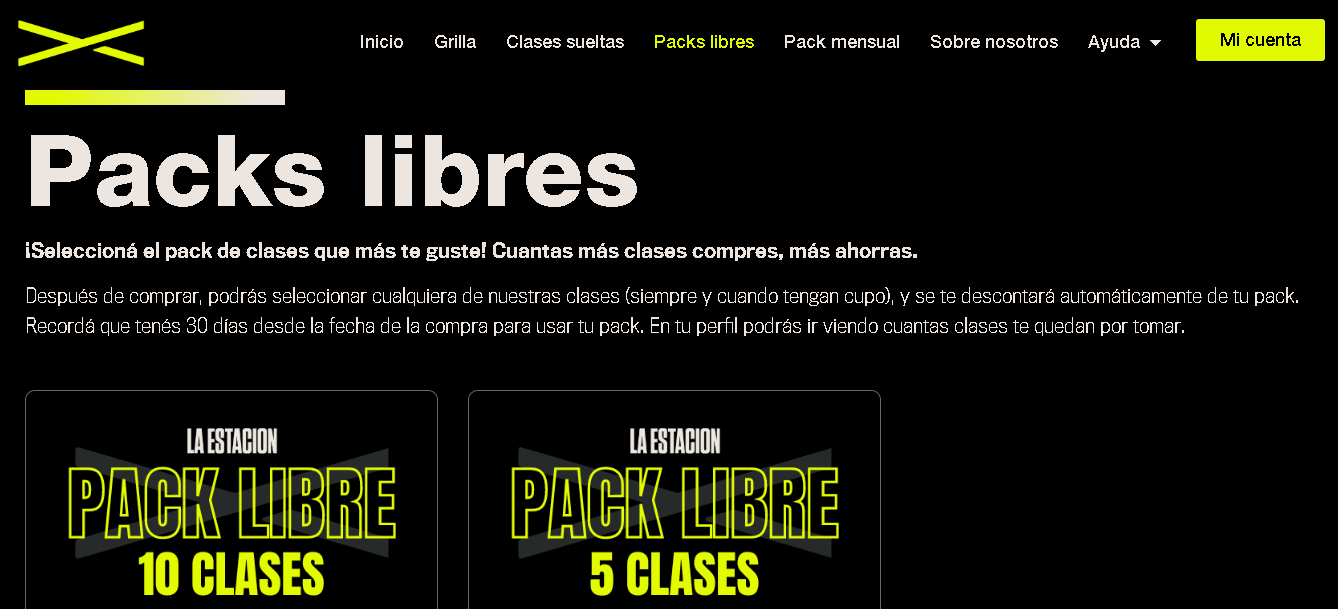 Inicio Grilla Clases sueltas Packs libres Pack mensual Sobre nosotros Ayuda Mi cuenta
Packs libres
¡Seleccioná el pack de clases que más te guste! Cuantas más clases compres, más ahorras.
Después de comprar, podrás seleccionar cualquiera de nuestras clases (siempre y cuando tengan cupo), y se te descontará automáticamente de tu pack.
Recordá que tenés 30 días desde la fecha de la compra para usar tu pack. En tu perfil podrás ir viendo cuantas clases te quedan por tomar.
LA ESTACION
PACK LIBRE
10 CLASES
LA ESTACION
PACK LIBRE
5 CLASES